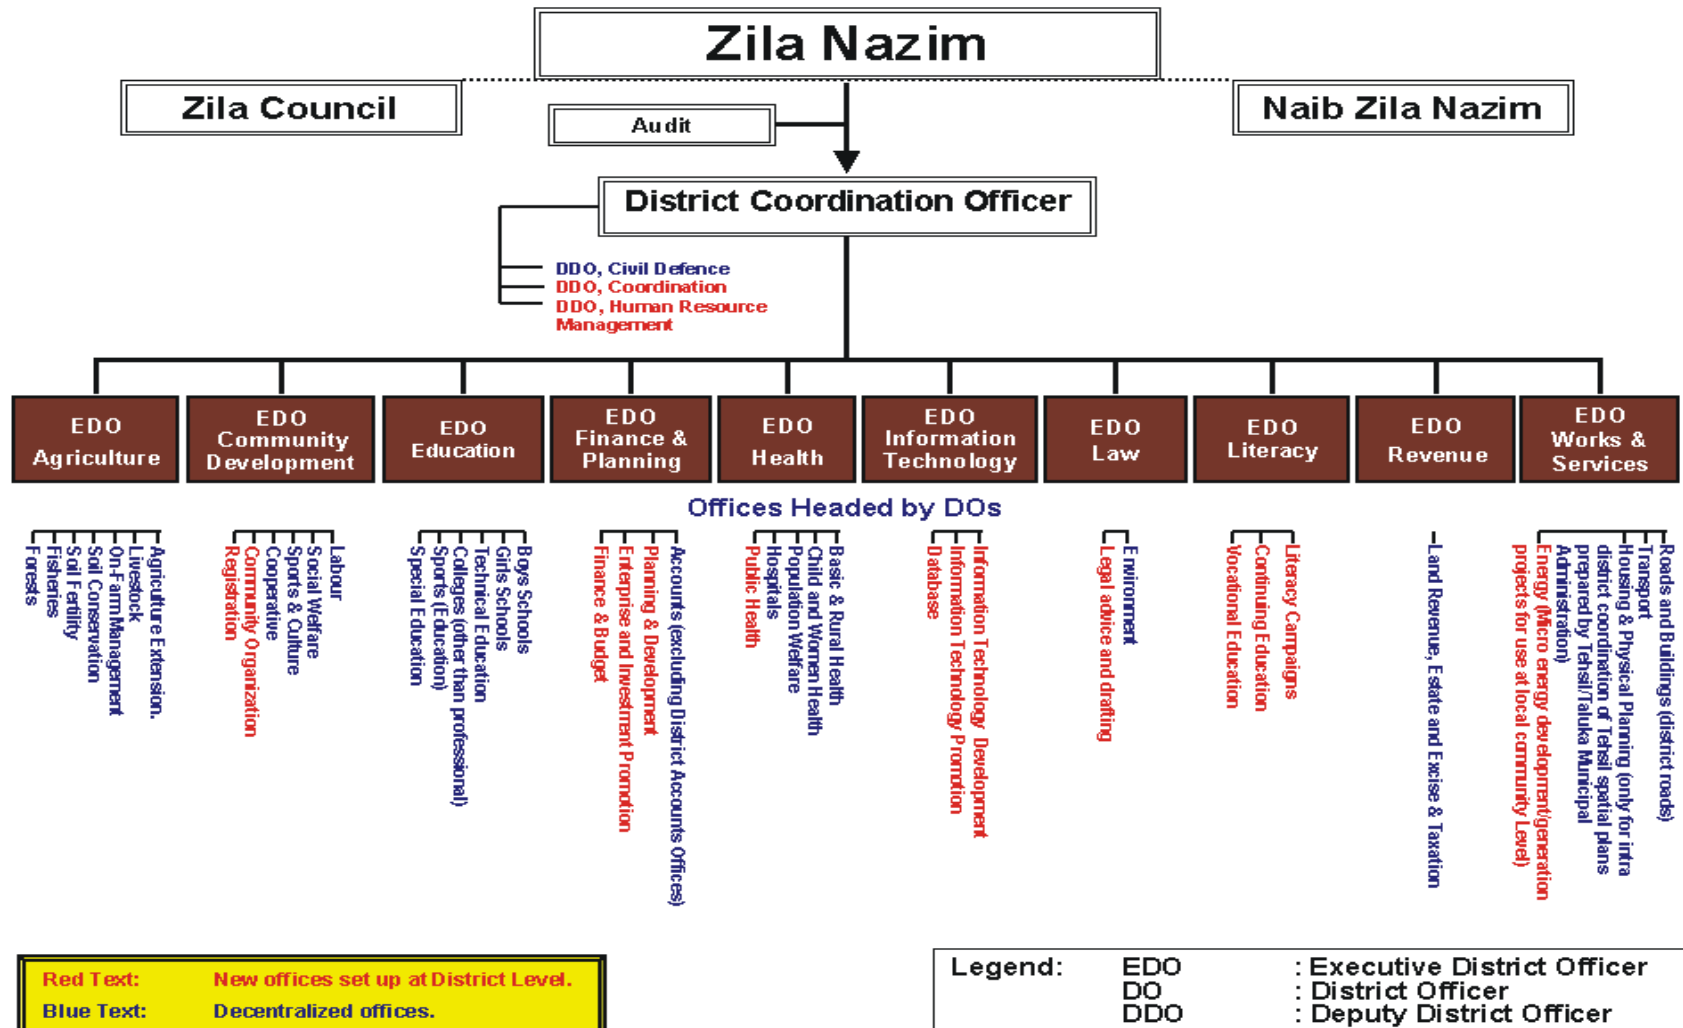 Zila Nazim
Zila Council
Audit
Naib Zila Nazim
District Coordination Officer
DDO, Civil Defence
DDO, Coordination
DDO, Human Resource
Management
EDO
Agriculture
EDO
Community
Development
EDO
Education
EDO
Finance &
Planning
EDO
Health
EDO
Information
Technology
EDO
Law
EDO
Literacy
EDO
Revenue
EDO
Works &
Services
Offices Headed by DOs
Agriculture Extension.
Livestock
On-Farm Management
Soil Conservation
Soil Fertility
Fisheries
Forests
Labour
Social Welfare
Sports & Culture
Cooperative
Community Organization
Registration
Boys Schools
Girls Schools
Technical Education
Colleges (other than professional)
Sports (Education)
Special Education
Accounts (excluding District Accounts Offices)
Planning & Development
Enterprise and Investment Promotion
Finance & Budget
Basic & Rural Health
Child and Women Health
Population Welfare
Hospitals
Public Health
Information Technology Development
Information Technology Promotion
Database
Environment
Legal advice and drafting
Literacy Campaigns
Continuing Education
Vocational Education
Land Revenue, Estate and Excise & Taxation
Roads and Buildings (district roads)
Transport
Housing & Physical Planning (only for intra
district coordination of Tehsil spatial plans
prepared by Tehsil/Taluka Municipal
Administration)
Energy (Micro energy development/generation
projects for use at local community Level)
Red Text: New offices set up at District Level.
Blue Text: Decentralized offices.
Legend: EDO : Executive District Officer
DO : District Officer
DDO : Deputy District Officer